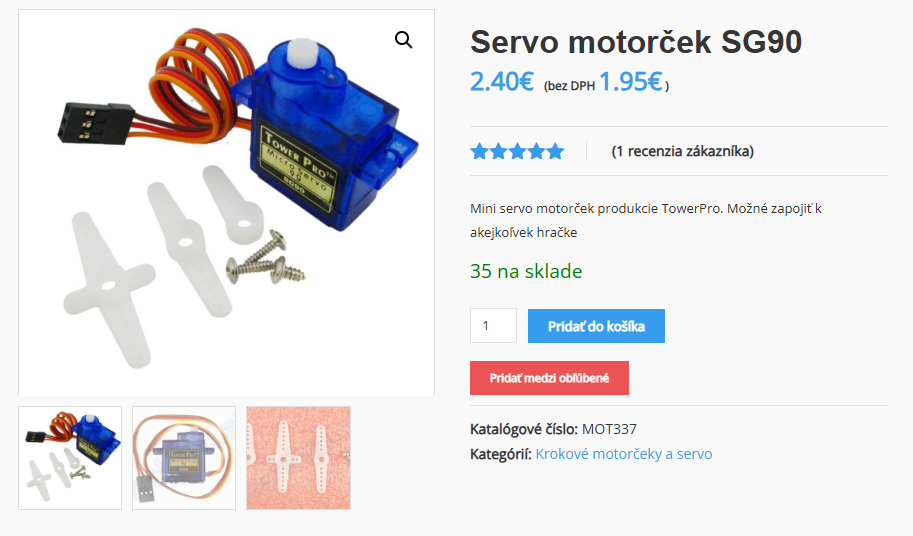 Servo motorček SG90
2.40€ (bez DPH 1.95€ )
(1 recenzia zákazníka)
Mini servo motorček produkcie TowerPro. Možné zapojiť k
akejkoľvek hračke
35 na sklade
1
Pridať do košíka
Pridať medzi obľúbené
Katalógové číslo: MOT337
Kategórií: Krokové motorčeky a servo
TOWER PRO™
Micro servo
SG90